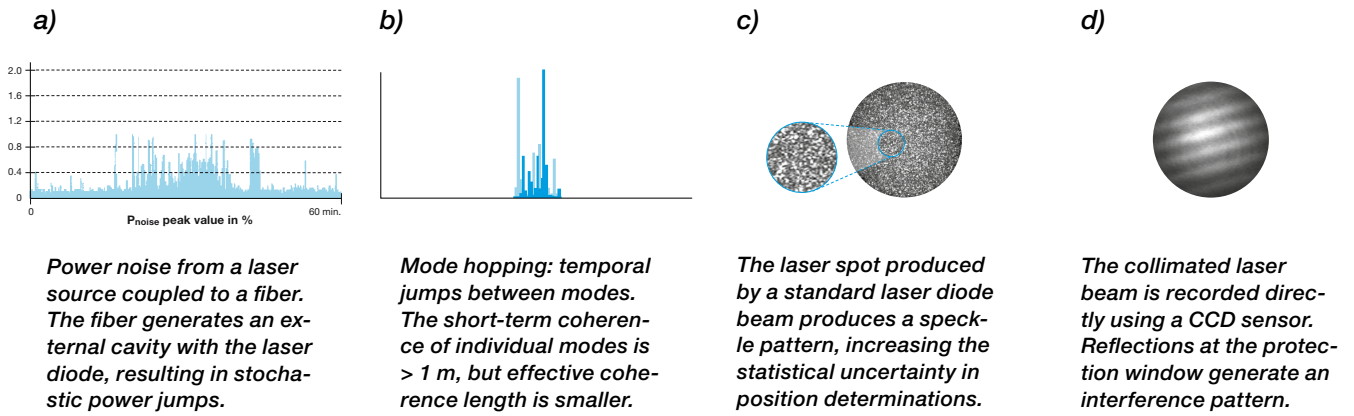 a)
2.0
1.6
1.2
0.8
0.4
0
0
60 min.
Pnoise peak value in %
Power noise from a laser
source coupled to a fiber.
The fiber generates an ex-
ternal cavity with the laser
diode, resulting in stocha-
stic power jumps.
b)
Mode hopping: temporal
jumps between modes.
The short-term coheren-
ce of individual modes is
> 1 m, but effective cohe-
rence length is smaller.
c)
The laser spot produced
by a standard laser diode
beam produces a speck-
le pattern, increasing the
statistical uncertainty in
position determinations.
d)
The collimated laser
beam is recorded direc-
tly using a CCD sensor.
Reflections at the protec-
tion window generate an
interference pattern.